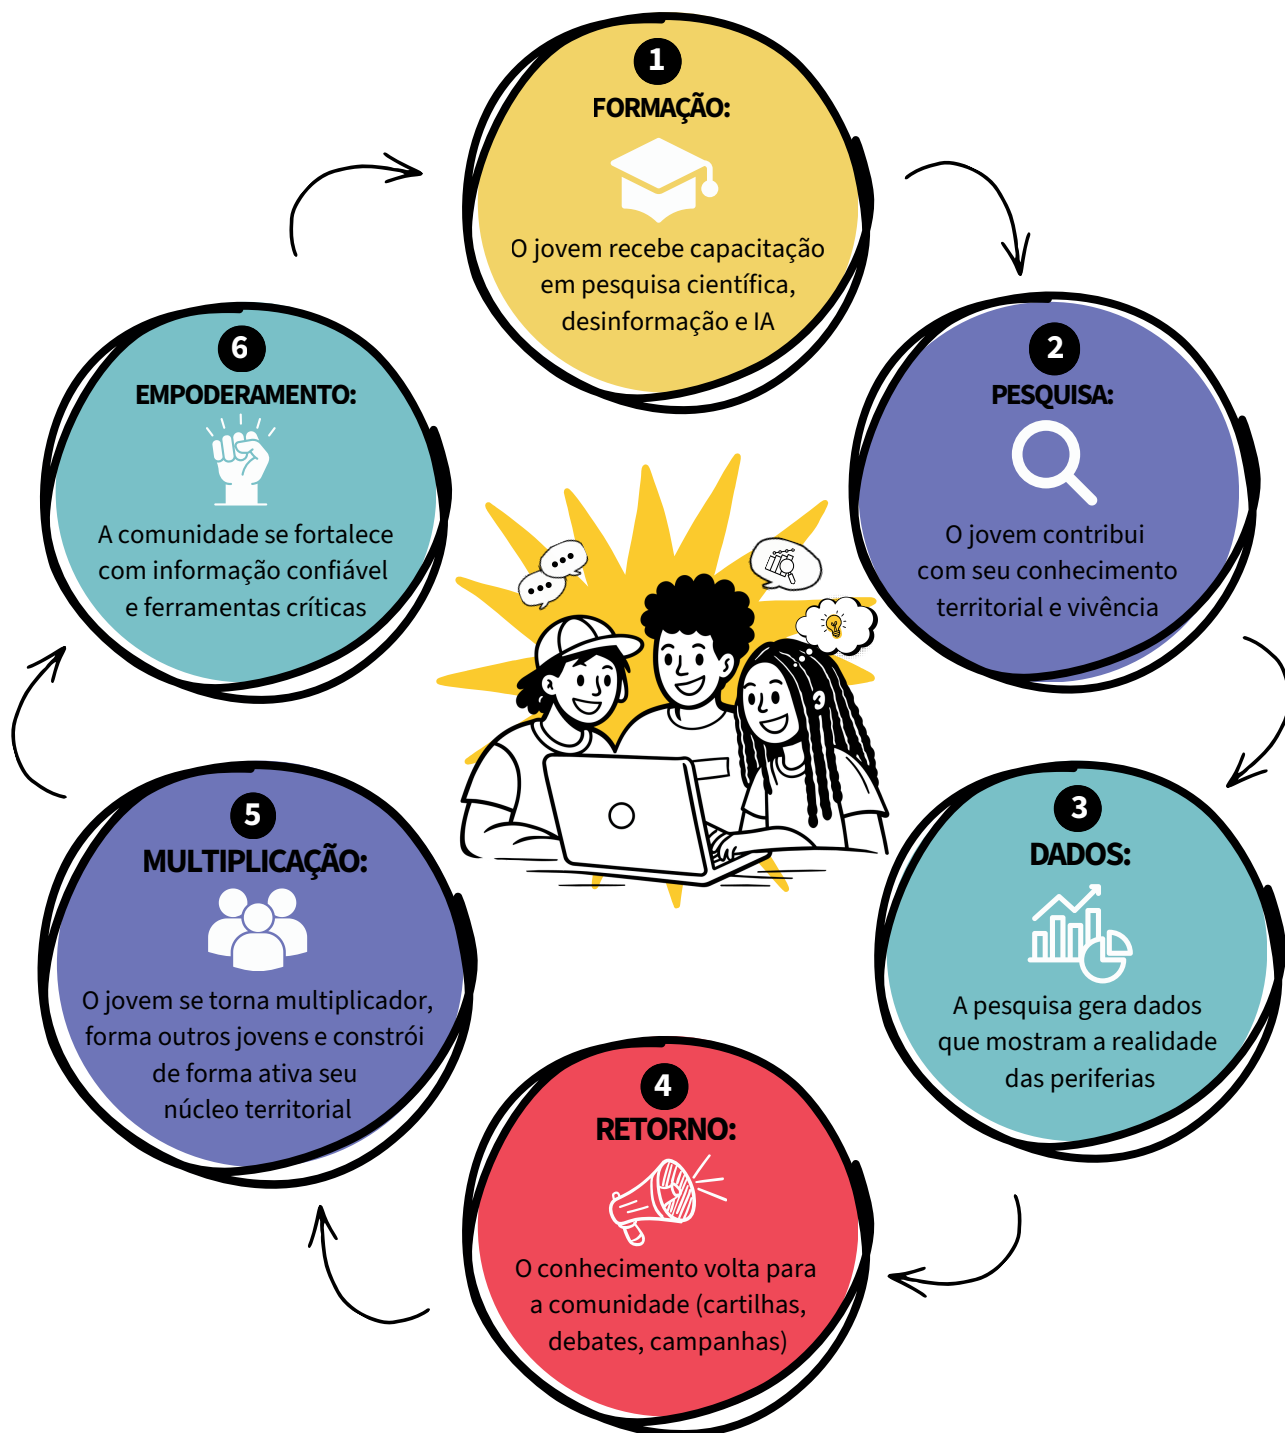 1
FORMAÇÃO:
O jovem recebe capacitação
em pesquisa científica,
desinformação e IA
2
PESQUISA:
O jovem contribui
com seu conhecimento
territorial e vivência
3
DADOS:
A pesquisa gera dados
que mostram a realidade
das periferias
4
RETORNO:
O conhecimento volta para
a comunidade (cartilhas,
debates, campanhas)
5
MULTIPLICAÇÃO:
O jovem se torna multiplicador,
forma outros jovens e constrói
de forma ativa seu
núcleo territorial
6
EMPODERAMENTO:
A comunidade se fortalece
com informação confiável
e ferramentas críticas